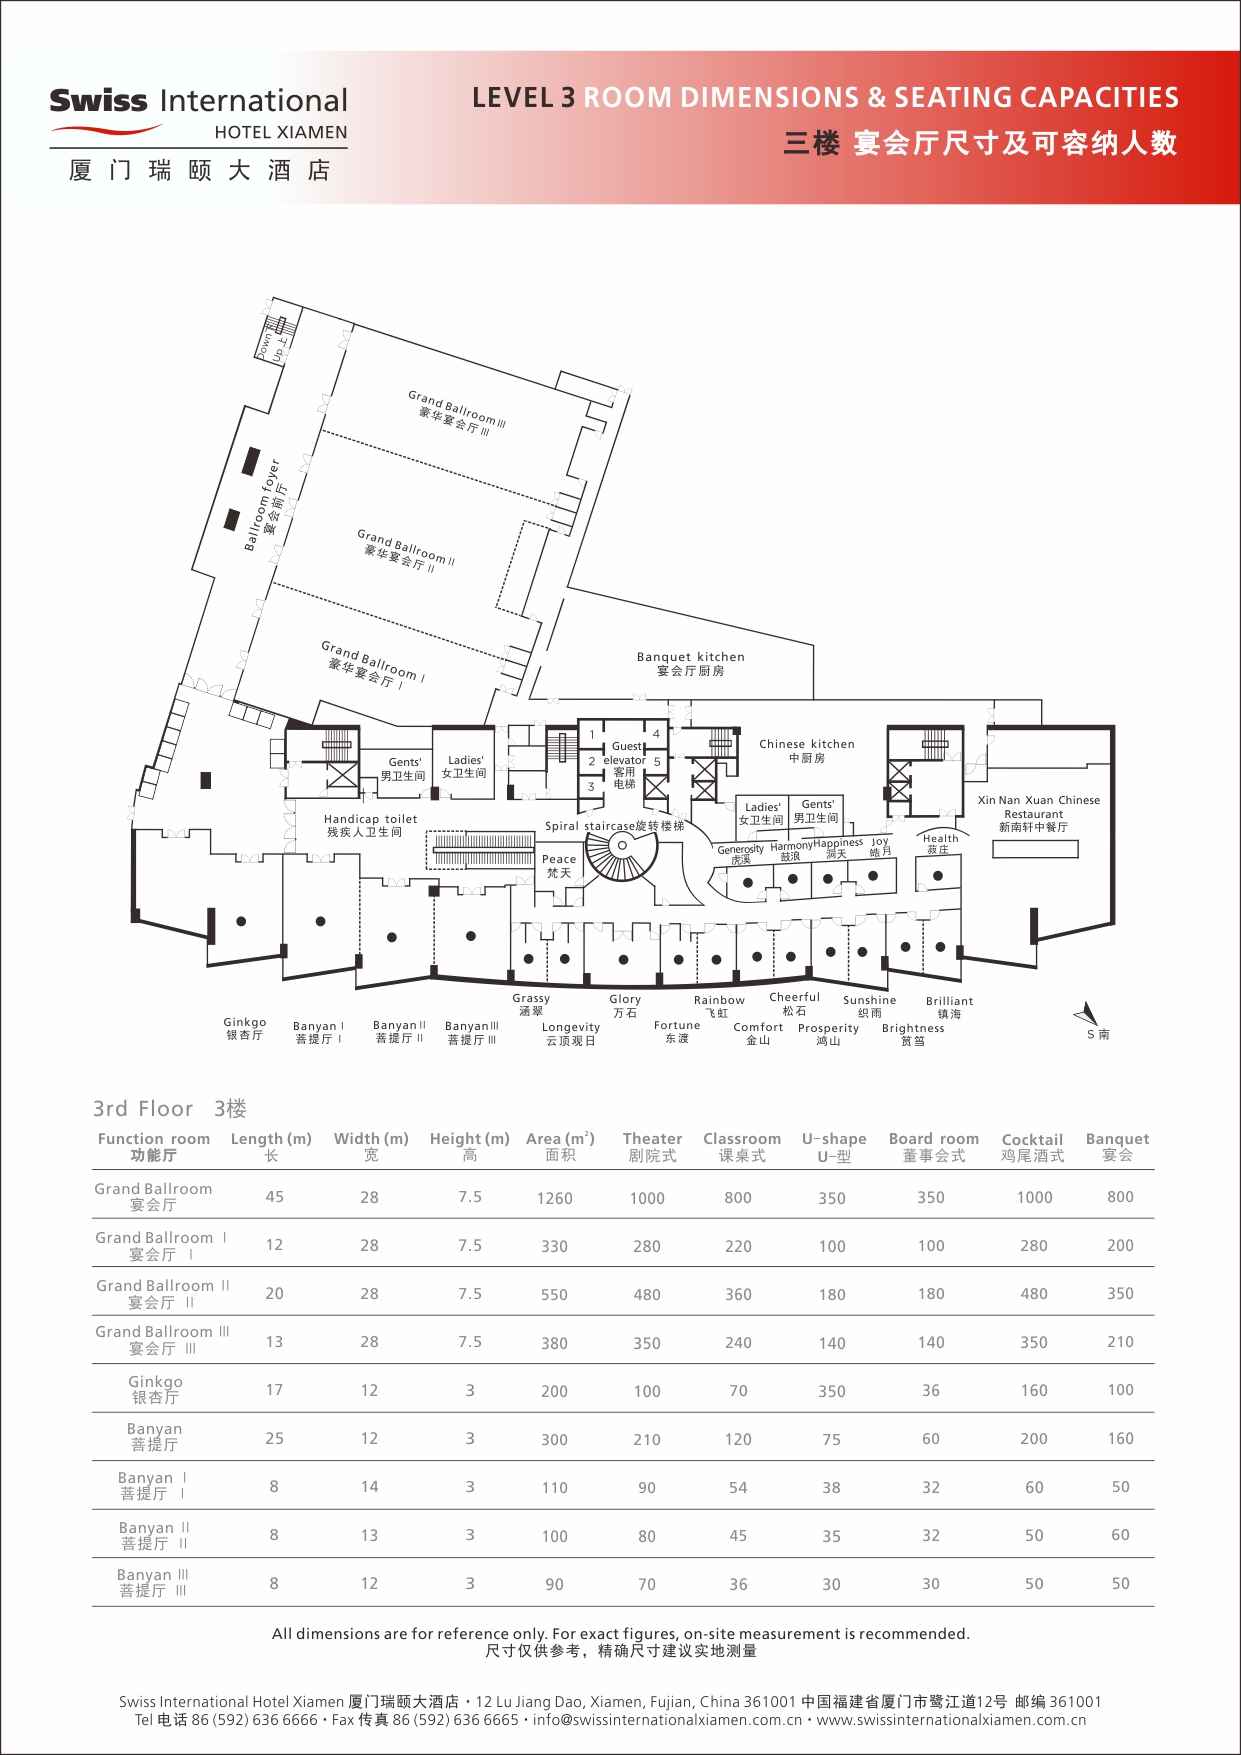 Swiss International
HOTEL XIAMEN
厦门瑞颐大酒店
LEVEL 3 ROOM DIMENSIONS & SEATING CAPACITIES
三楼 宴会厅尺寸及可容纳人数
Down 下
Up 上
Grand Ballroom Ⅲ
豪华宴会厅 Ⅲ
Ballroom foyer
宴会前厅
Grand Ballroom Ⅱ
豪华宴会厅 Ⅱ
Grand Ballroom Ⅰ
豪华宴会厅 Ⅰ
Banquet kitchen
宴会厅厨房
1
4
2
5
3
Guest
elevator
客用
电梯
Chinese kitchen
中厨房
Gents'
男卫生间
Ladies'
女卫生间
Handicap toilet
残疾人卫生间
Spiral staircase旋转楼梯
Ladies'
女卫生间
Gents'
男卫生间
Xin Nan Xuan Chinese
Restaurant
新南轩中餐厅
Peace
梵天
Generosity
虎溪
Harmony
鼓浪
Happiness
洞天
Joy
皓月
Health
菽庄
Ginkgo
银杏厅
Banyan Ⅰ
菩提厅 Ⅰ
Banyan Ⅱ
菩提厅 Ⅱ
Banyan Ⅲ
菩提厅 Ⅲ
Grassy
涵翠
Longevity
云顶观日
Glory
万石
Fortune
东渡
Rainbow
飞虹
Comfort
金山
Cheerful
松石
Prosperity
鸿山
Sunshine
织雨
Brightness
筼筜
Brilliant
镇海
S 南
3rd Floor 3楼
Function room Length (m) Width (m) Height (m) Area (m²) Theater Classroom U-shape Board room Cocktail Banquet
功能厅 长 宽 高 面积 剧院式 课桌式 U-型 董事会式 鸡尾酒式 宴会
Grand Ballroom 45 28 7.5 1260 1000 800 350 350 1000 800
宴会厅
Grand Ballroom Ⅰ 12 28 7.5 330 280 220 100 100 280 200
宴会厅 Ⅰ
Grand Ballroom Ⅱ 20 28 7.5 550 480 360 180 180 480 350
宴会厅 Ⅱ
Grand Ballroom Ⅲ 13 28 7.5 380 350 240 140 140 350 210
宴会厅 Ⅲ
Ginkgo 17 12 3 200 100 70 350 36 160 100
银杏厅
Banyan 25 12 3 300 210 120 75 60 200 160
菩提厅
Banyan Ⅰ 8 14 3 110 90 54 38 32 60 50
菩提厅 Ⅰ
Banyan Ⅱ 8 13 3 100 80 45 35 32 50 60
菩提厅 Ⅱ
Banyan Ⅲ 8 12 3 90 70 36 30 30 50 50
菩提厅 Ⅲ
All dimensions are for reference only. For exact figures, on-site measurement is recommended.
尺寸仅供参考，精确尺寸建议实地测量
Swiss International Hotel Xiamen 厦门瑞颐大酒店・12 Lu Jiang Dao, Xiamen, Fujian, China 361001 中国福建省厦门市鹭江道12号 邮编 361001
Tel 电话 86 (592) 636 6666・Fax 传真 86 (592) 636 6665・info@swissinternationalxiamen.com.cn・www.swissinternationalxiamen.com.cn